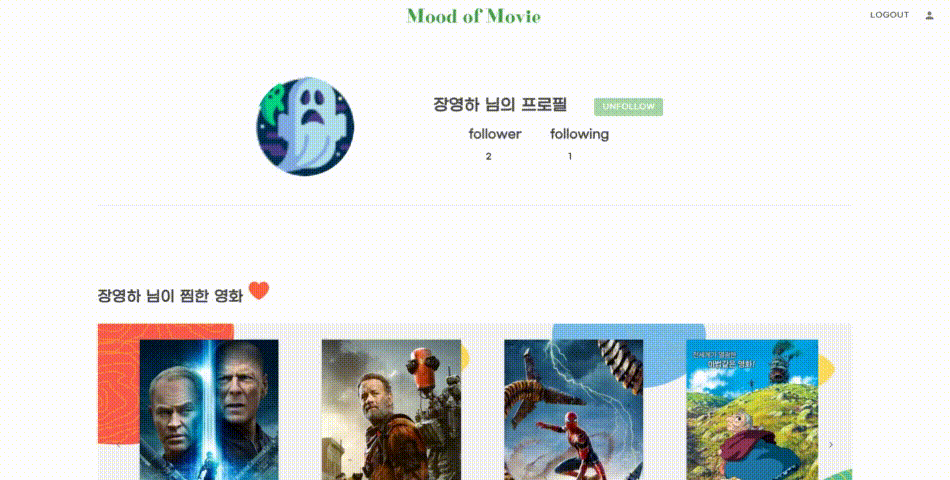 Mood of Movie
LOGOUT
장영하 님의 프로필
UNFOLLOW
follower following
2 1
장영하 님이 찜한 영화
전세계가 열광한
마법같은 영화!